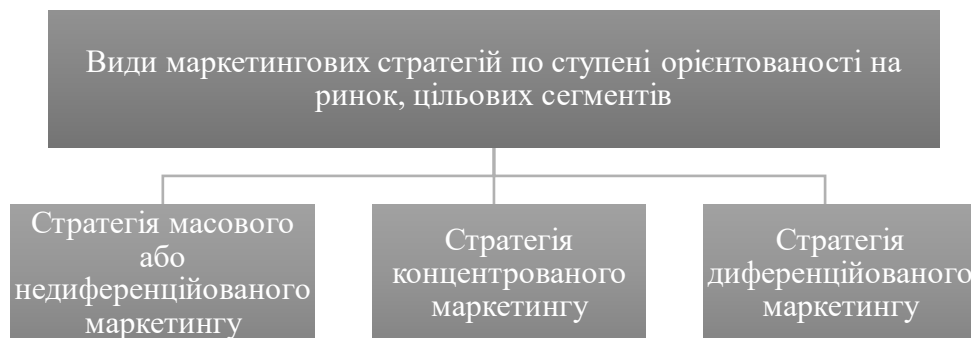 Види маркетингових стратегій по ступені орієнтованості на
ринок, цільових сегментів
Стратегія масового
або
недиференційованого
маркетингу
Стратегія
концентрованого
маркетингу
Стратегія
диференційованого
маркетингу